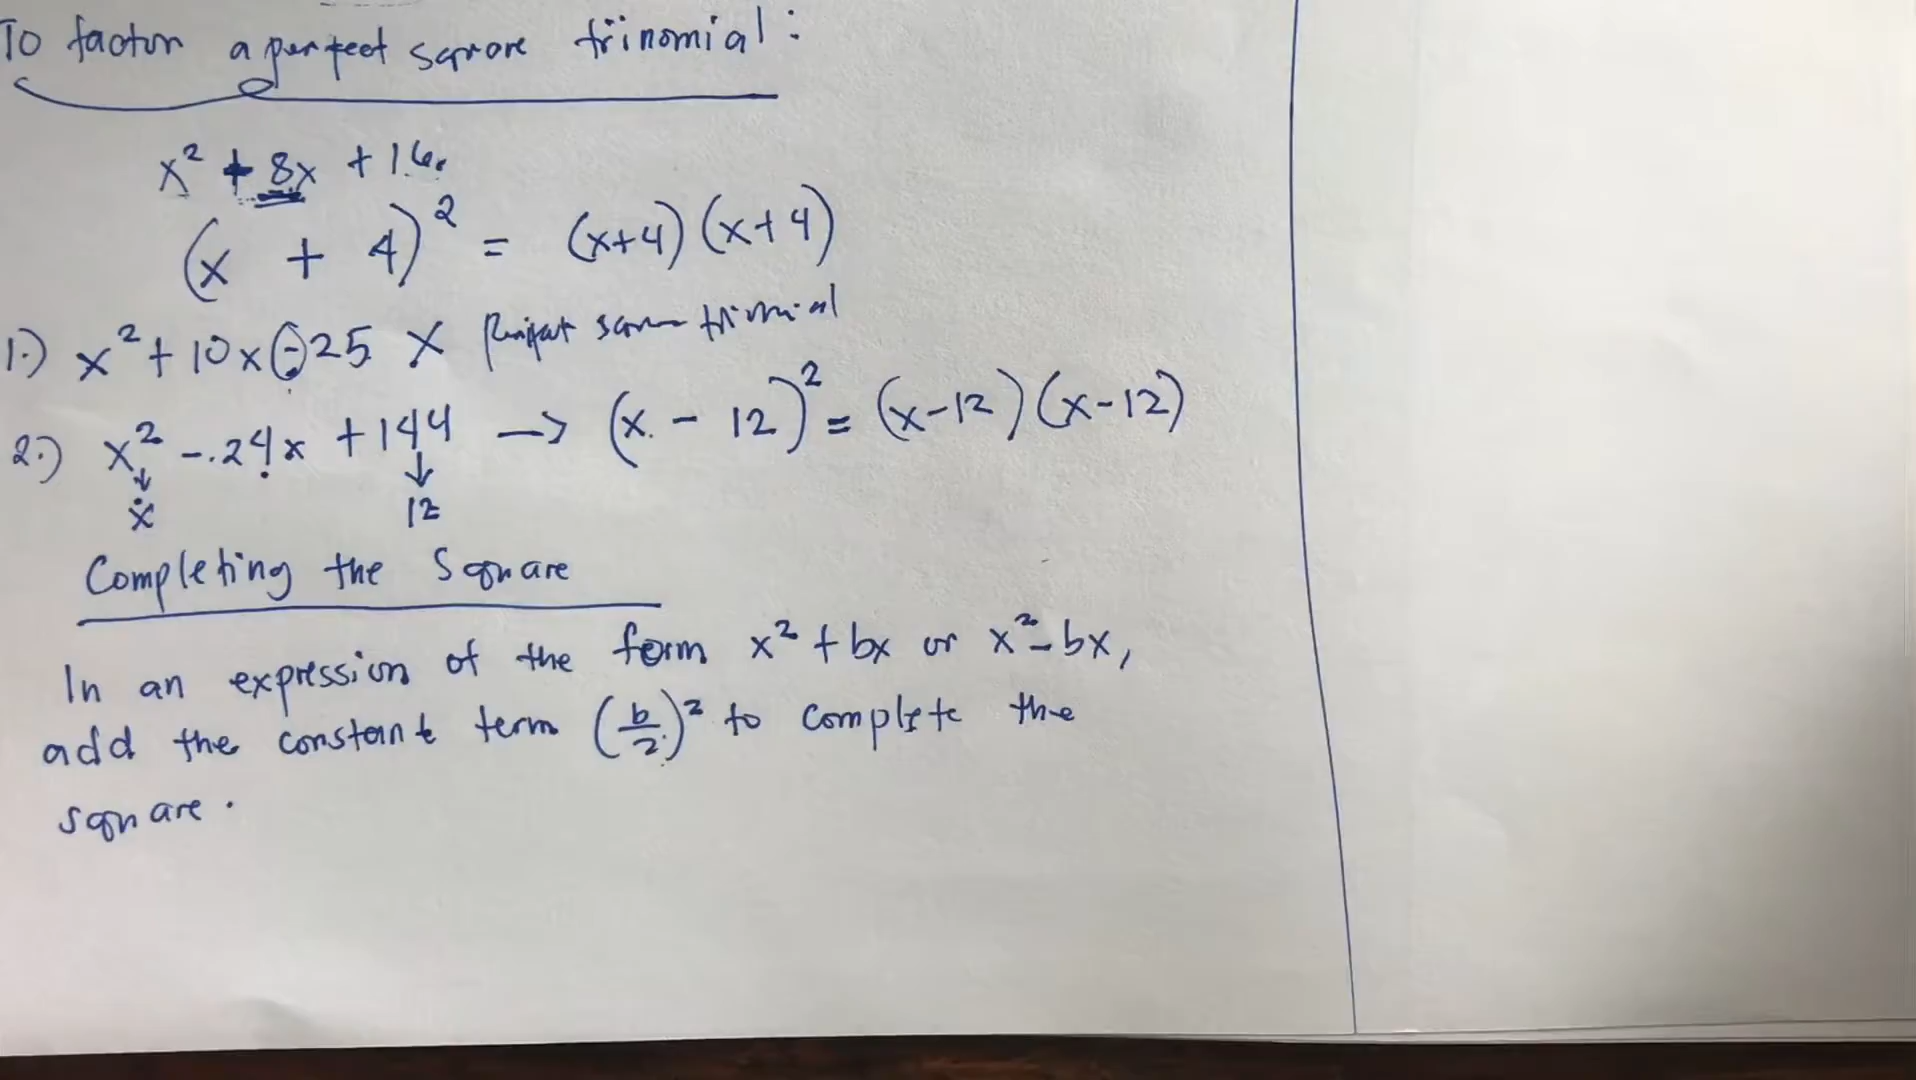 To factor a perfect square trinomial:
x² + 8x + 16
(x + 4)² = (x+4)(x+4)
1.) x² + 10x - 25 X Perfect square trinomial
2.) x² - 24x + 144 → (x - 12)² = (x-12)(x-12)
↓ ↓
x 12
Completing the Square
In an expression of the form x² + bx or x² - bx,
add the constant term (b/2)² to complete the
square.